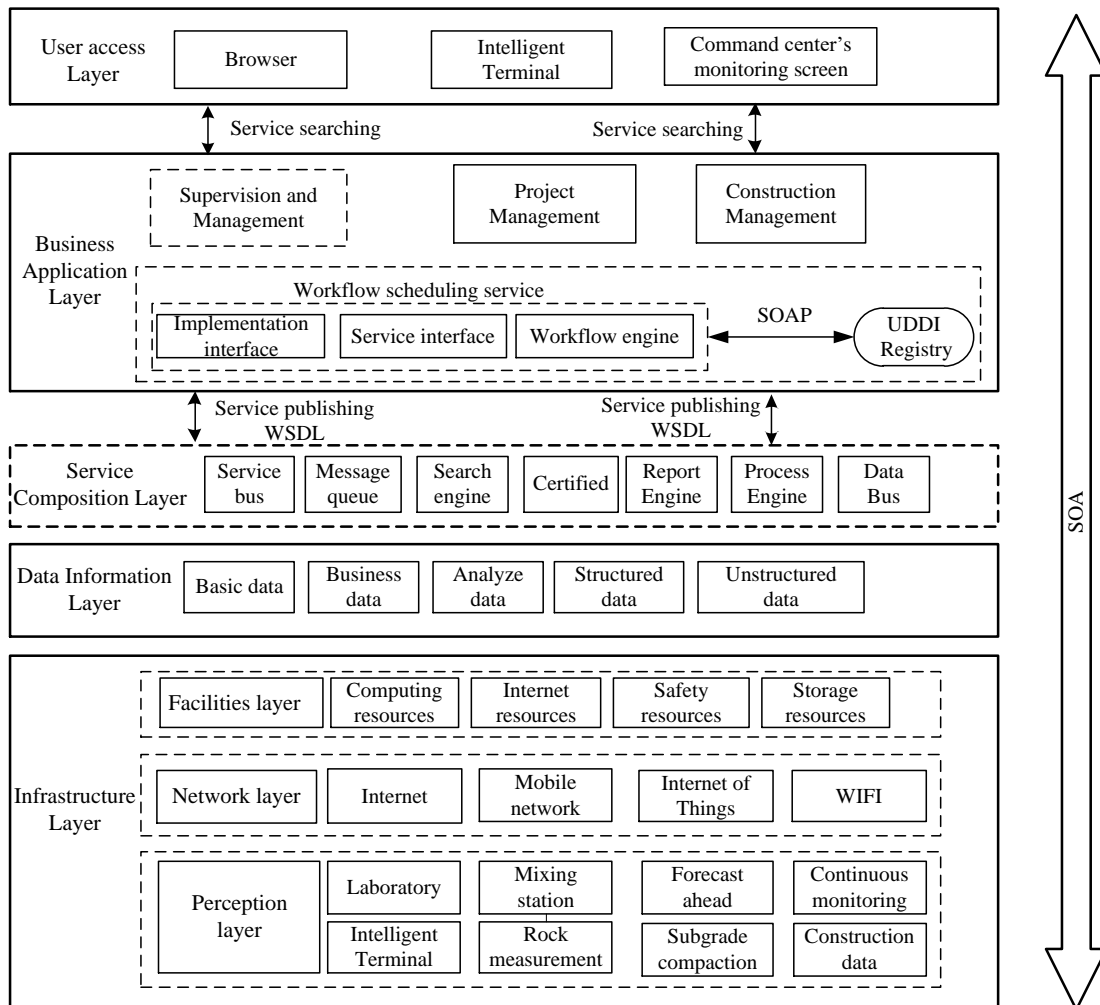 User access
Layer
Browser
Intelligent
Terminal
Command center's
monitoring screen
Service searching
Service searching
Business
Application
Layer
Supervision and
Management
Project
Management
Construction
Management
Workflow scheduling service
Implementation
interface
Service interface
Workflow engine
SOAP
UDDI
Registry
Service publishing
WSDL
Service publishing
WSDL
Service
Composition Layer
Service
bus
Message
queue
Search
engine
Certified
Report
Engine
Process
Engine
Data
Bus
Data Information
Layer
Basic data
Business
data
Analyze
data
Structured
data
Unstructured
data
Infrastructure
Layer
Facilities layer
Computing
resources
Internet
resources
Safety
resources
Storage
resources
Network layer
Internet
Mobile
network
Internet of
Things
WIFI
Perception
layer
Laboratory
Mixing
station
Forecast
ahead
Continuous
monitoring
Intelligent
Terminal
Rock
measurement
Subgrade
compaction
Construction
data
SOA